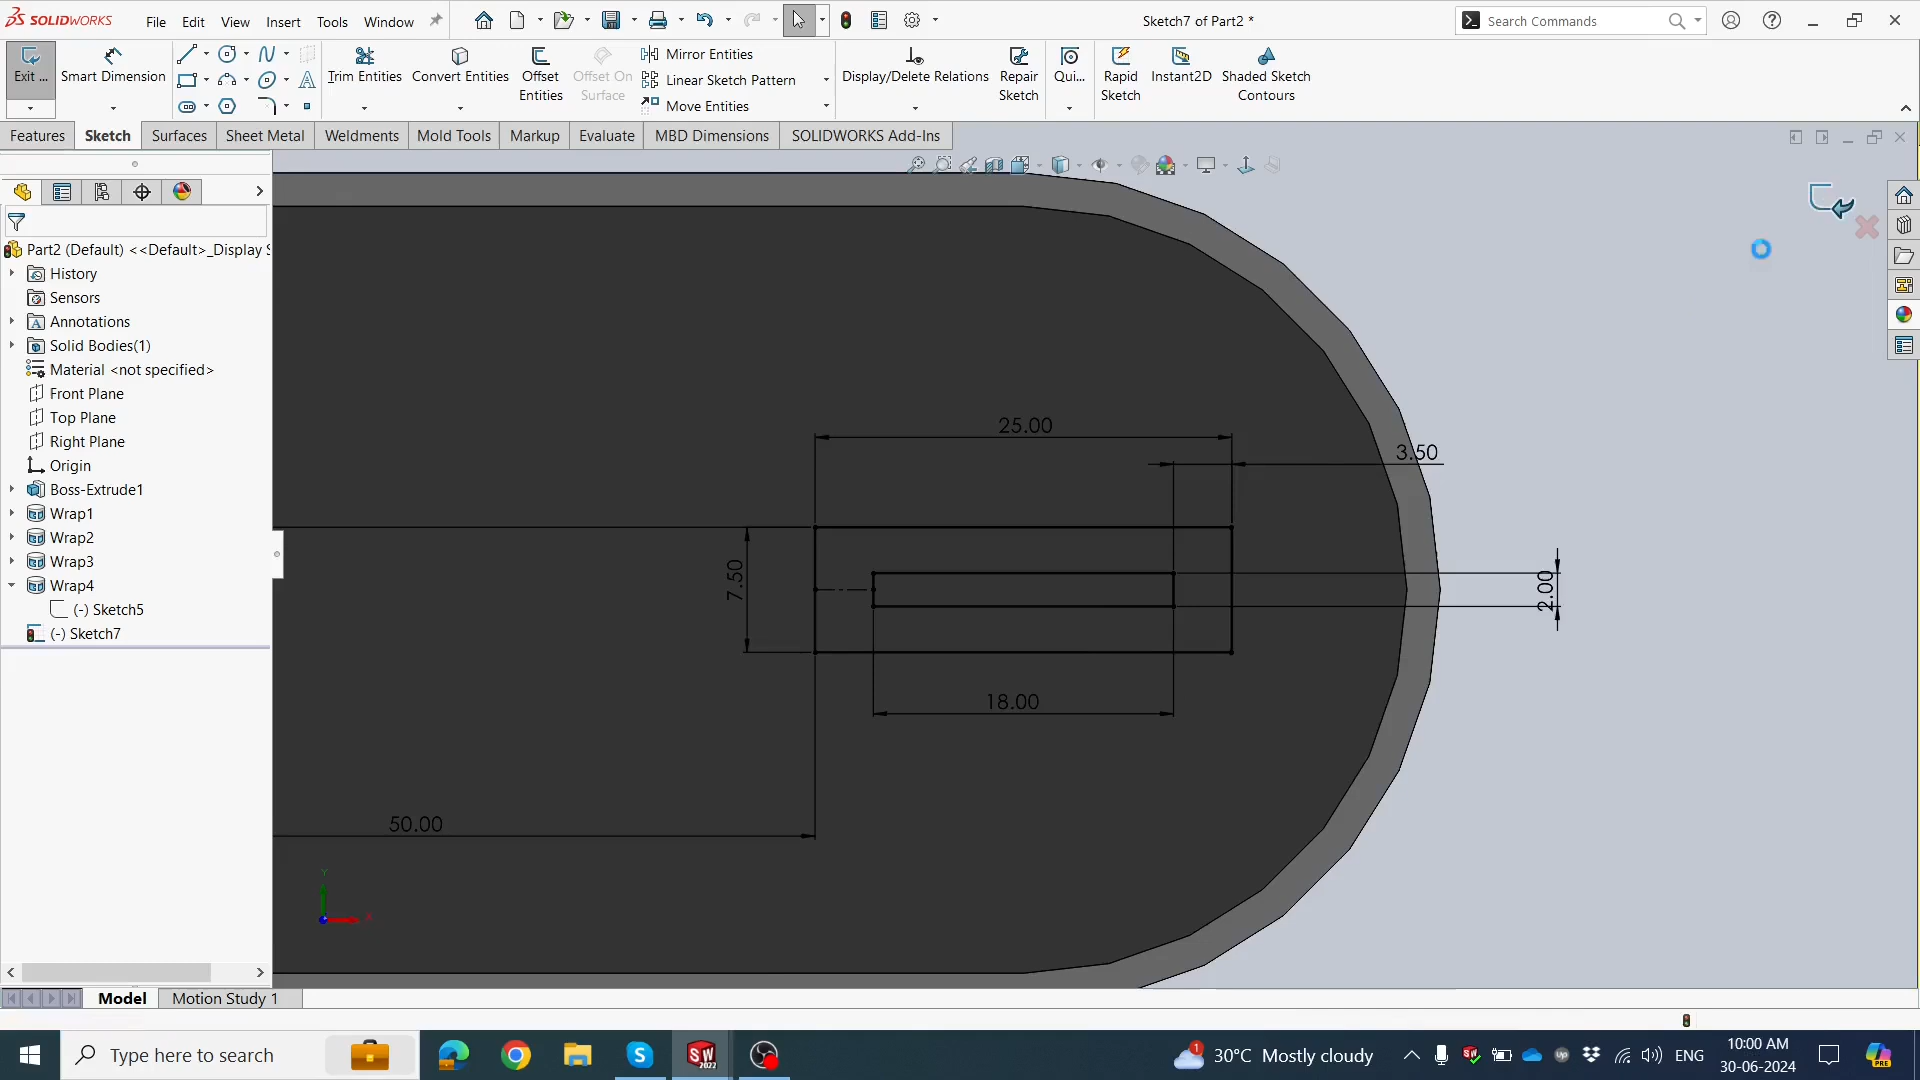 SOLIDWORKS File Edit View Insert Tools Window Sketch7 of Part2 * Search Commands
Exit ... Smart Dimension Trim Entities Convert Entities Offset Entities Offset On Surface Mirror Entities Linear Sketch Pattern Move Entities Display/Delete Relations Repair Sketch Qui... Rapid Sketch Instant2D Shaded Sketch Contours
Features Sketch Surfaces Sheet Metal Weldments Mold Tools Markup Evaluate MBD Dimensions SOLIDWORKS Add-Ins
Part2 (Default) <<Default>_Display S
History
Sensors
Annotations
Solid Bodies(1)
Material <not specified>
Front Plane
Top Plane
Right Plane
Origin
Boss-Extrude1
Wrap1
Wrap2
Wrap3
Wrap4
(-) Sketch5
(-) Sketch7
25.00
3.50
7.50
2.00
18.00
50.00
Y
X
Model Motion Study 1
Type here to search
30°C Mostly cloudy
ENG
10:00 AM
30-06-2024